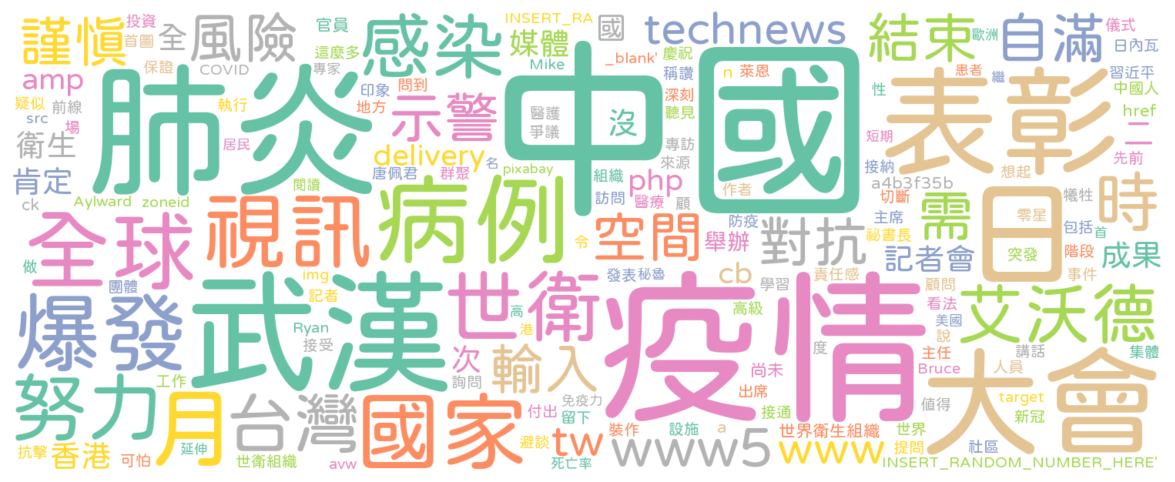 謹慎 投資 首圖 全 風險 官員 這麼多 感染 INSERT_RA 媒體 Mike 國 technews _blank' 慶祝 稱讚 n 萊恩 結束 歐洲 自滿 儀式 日內瓦
amp 保證 COVID 專家 印象 問到 中國 深刻 聽見 患者 繼 習近平 中國人
疑似 前線 src 場 肺炎 執行 地方 示警 醫護 爭議 沒 專訪 來源 性 表彰 href 二
衛生 居民 delivery 唐佩君 群聚 名 pixabay 組織 作者 短期 接納 先前
肯定 ck Aylward zoneid 閱讀 病例 訪問 php 醫療 顧 a4b3f35b 切斷 想起 犧牲 時
全球 視訊 令 空間 防疫 舉辦 對抗 主席 需 日 零星 包括 首
做 團體 img 記者 發表 秘魯 cb 學習 責任感 祕書長 記者會 突發 階段 事件 成果
爆發 武漢 世衛 高 港 疫情 高級 顧問 看法 美國 艾沃德
Ryan 接受 次 輸入 度 說 主任 講話 集體
努力 工作 詢問 免疫力 尚未 Bruce 大會 人員
月 台灣 國家 付出 留下 裝作 出席 接通 a 值得 target 新冠
抗擊 香港 可怕 延伸 世衛組織 avw 避談 tw 死亡率 設施 www5 世界衛生組織 www 世界 提問 社區 INSERT_RANDOM_NUMBER_HERE'